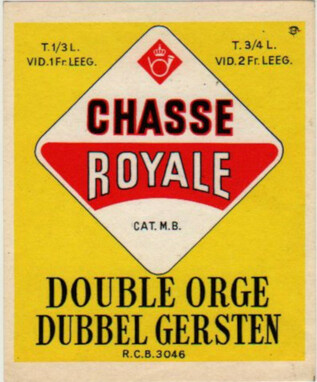 T. 1/3 L.
VID. 1 Fr. LEEG.
T. 3/4 L.
VID. 2 Fr. LEEG.
CHASSE
ROYALE
CAT. M.B.
DOUBLE ORGE
DUBBEL GERSTEN
R.C.B. 3046